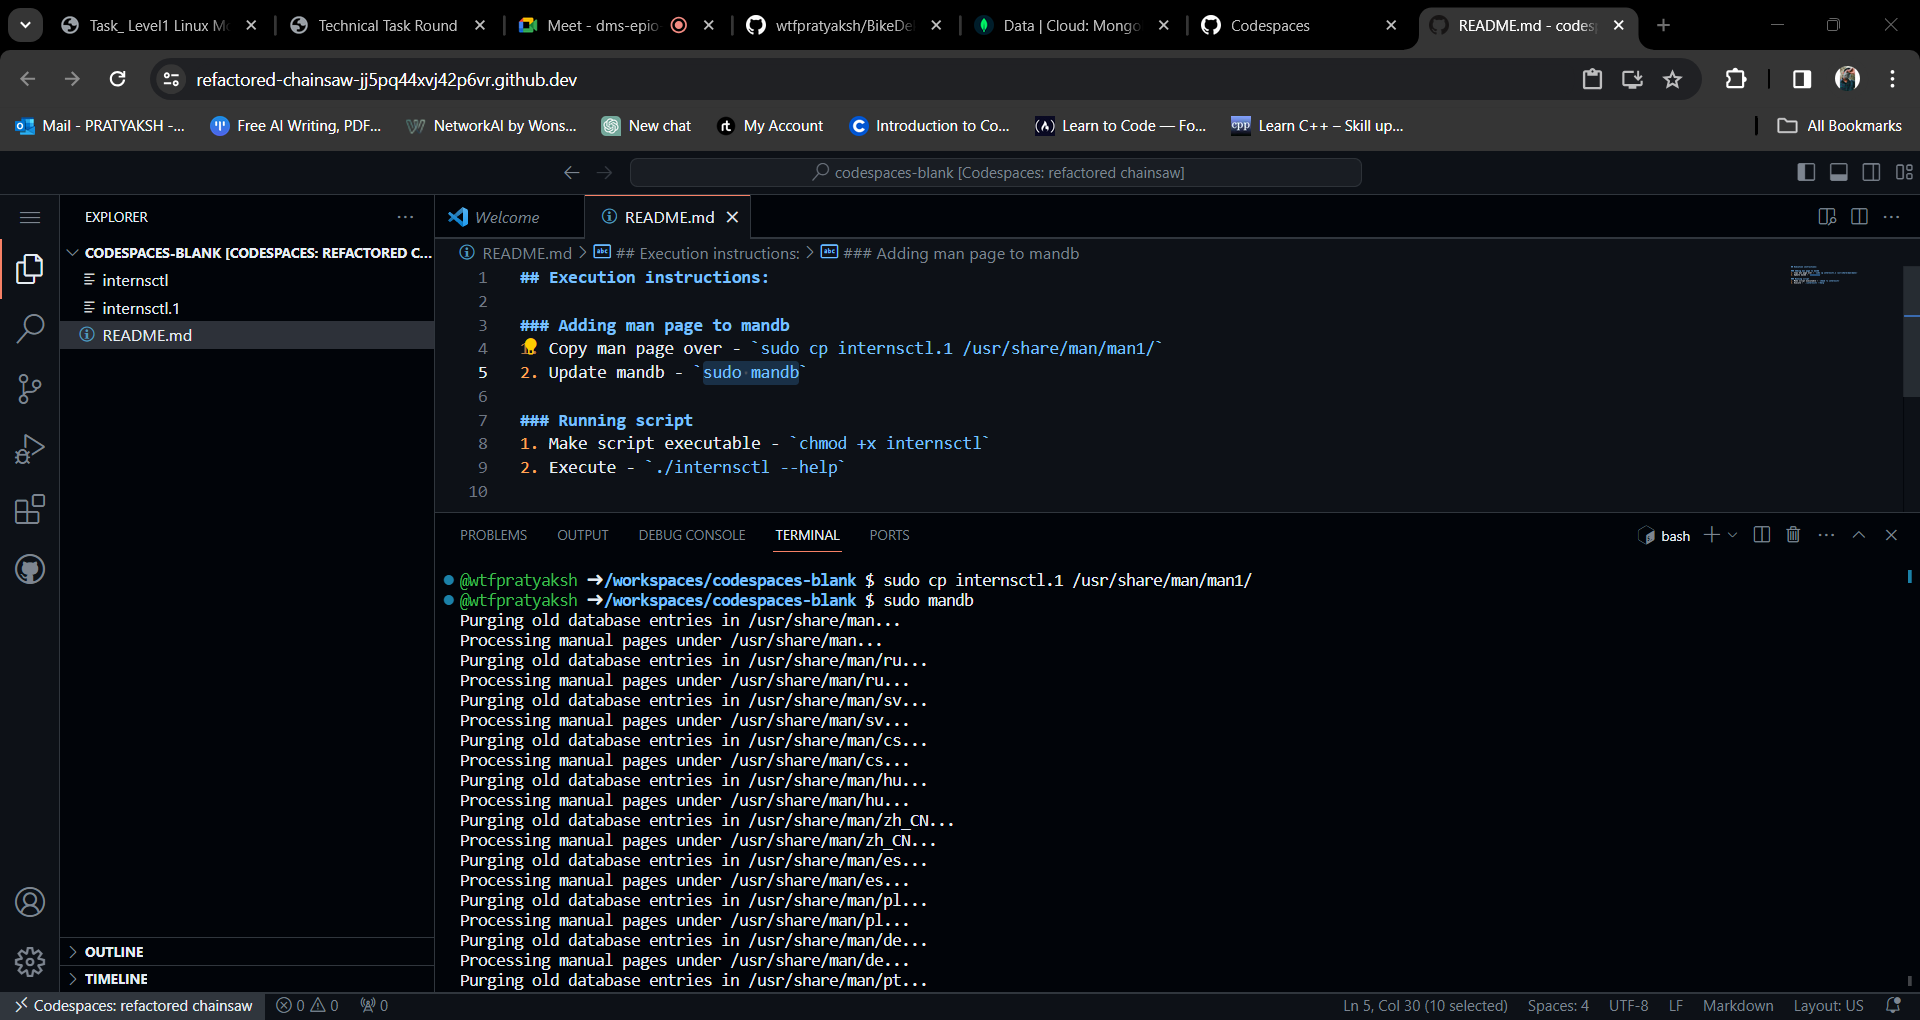 Task_ Level1 Linux Mo
Technical Task Round
Meet - dms-epio
wtfpratyaksh/BikeDe
Data | Cloud: Mongo
Codespaces
README.md - codes
refactored-chainsaw-jj5pq44xvj42p6vr.github.dev
Mail - PRATYAKSH -...
Free AI Writing, PDF...
NetworkAI by Wons...
New chat
My Account
Introduction to Co...
Learn to Code — Fo...
Learn C++ – Skill up...
All Bookmarks
codespaces-blank [Codespaces: refactored chainsaw]
EXPLORER
CODESPACES-BLANK [CODESPACES: REFACTORED C...
internsctl
internsctl.1
README.md
OUTLINE
TIMELINE
Welcome
README.md
README.md > ## Execution instructions: > ### Adding man page to mandb
1 ## Execution instructions:
2
3 ### Adding man page to mandb
4 Copy man page over - `sudo cp internsctl.1 /usr/share/man/man1/`
5 2. Update mandb - `sudo mandb`
6
7 ### Running script
8 1. Make script executable - `chmod +x internsctl`
9 2. Execute - `./internsctl --help`
10
PROBLEMS OUTPUT DEBUG CONSOLE TERMINAL PORTS
bash
@wtfpratyaksh ➜/workspaces/codespaces-blank $ sudo cp internsctl.1 /usr/share/man/man1/
@wtfpratyaksh ➜/workspaces/codespaces-blank $ sudo mandb
Purging old database entries in /usr/share/man...
Processing manual pages under /usr/share/man...
Purging old database entries in /usr/share/man/ru...
Processing manual pages under /usr/share/man/ru...
Purging old database entries in /usr/share/man/sv...
Processing manual pages under /usr/share/man/sv...
Purging old database entries in /usr/share/man/cs...
Processing manual pages under /usr/share/man/cs...
Purging old database entries in /usr/share/man/hu...
Processing manual pages under /usr/share/man/hu...
Purging old database entries in /usr/share/man/zh_CN...
Processing manual pages under /usr/share/man/zh_CN...
Purging old database entries in /usr/share/man/es...
Processing manual pages under /usr/share/man/es...
Purging old database entries in /usr/share/man/pl...
Processing manual pages under /usr/share/man/pl...
Purging old database entries in /usr/share/man/de...
Processing manual pages under /usr/share/man/de...
Purging old database entries in /usr/share/man/pt...
Codespaces: refactored chainsaw
0 0
0
Ln 5, Col 30 (10 selected)
Spaces: 4
UTF-8
LF
Markdown
Layout: US